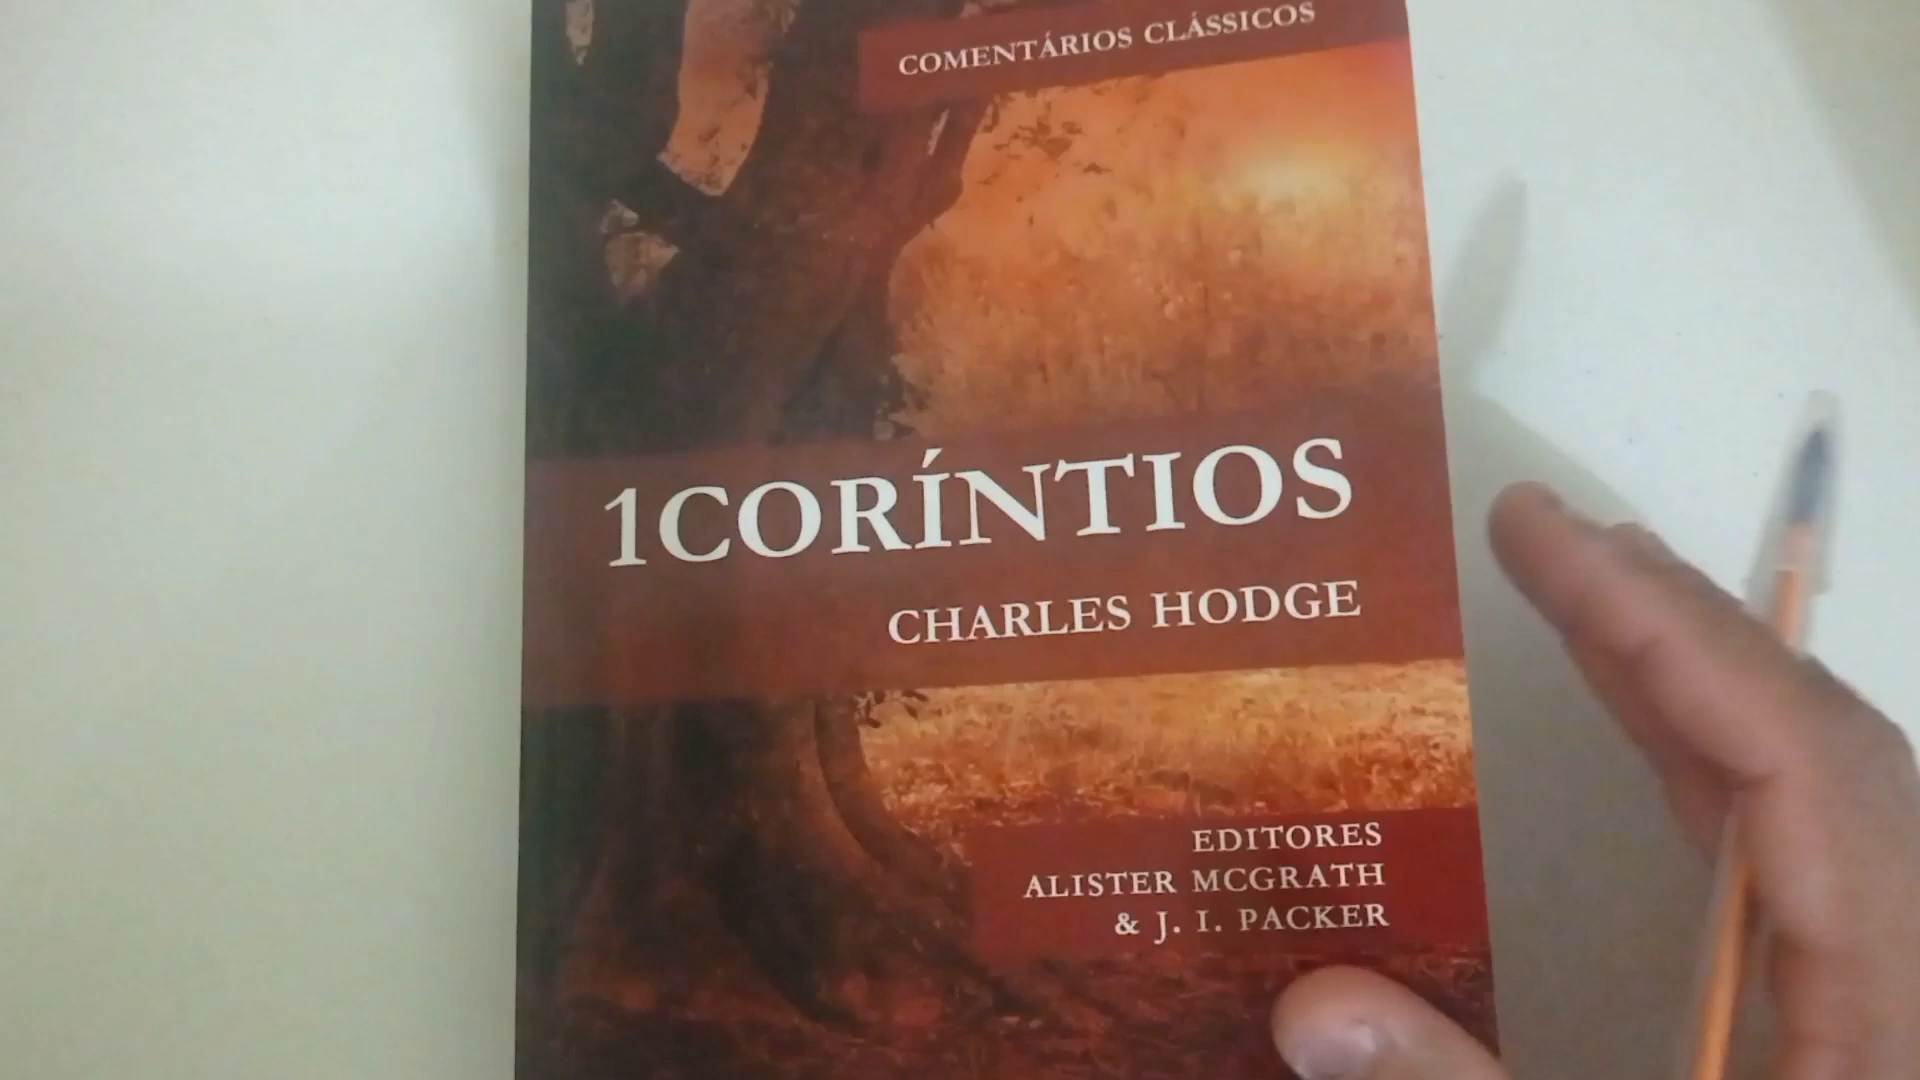 COMENTÁRIOS CLÁSSICOS
1CORÍNTIOS
CHARLES HODGE
EDITORES
ALISTER MCGRATH
& J. I. PACKER